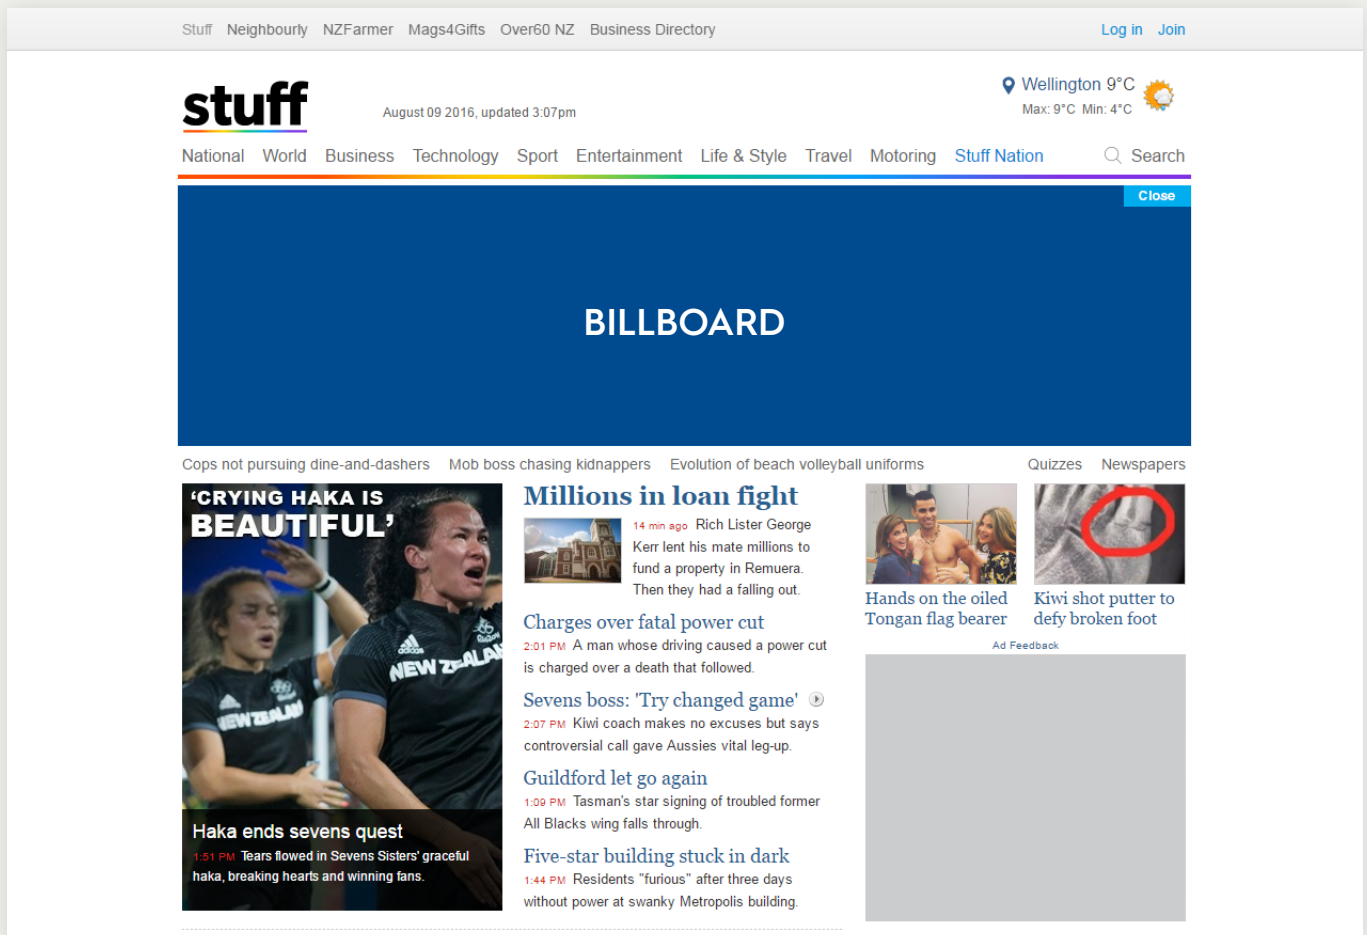 Stuff Neighbourly NZFarmer Mags4Gifts Over60 NZ Business Directory Log in Join
stuff
August 09 2016, updated 3:07pm
Wellington 9°C
Max: 9°C Min: 4°C
National World Business Technology Sport Entertainment Life & Style Travel Motoring Stuff Nation Search
Close
BILLBOARD
Cops not pursuing dine-and-dashers Mob boss chasing kidnappers Evolution of beach volleyball uniforms Quizzes Newspapers
‘CRYING HAKA IS
BEAUTIFUL’
adidas
NEW ZEALAN
NEW ZEALAN
Haka ends sevens quest
1:51 PM Tears flowed in Sevens Sisters' graceful
haka, breaking hearts and winning fans.
Millions in loan fight
14 min ago Rich Lister George
Kerr lent his mate millions to
fund a property in Remuera.
Then they had a falling out.
Charges over fatal power cut
2:01 PM A man whose driving caused a power cut
is charged over a death that followed.
Sevens boss: 'Try changed game'
2:07 PM Kiwi coach makes no excuses but says
controversial call gave Aussies vital leg-up.
Guildford let go again
1:09 PM Tasman's star signing of troubled former
All Blacks wing falls through.
Five-star building stuck in dark
1:44 PM Residents "furious" after three days
without power at swanky Metropolis building.
Hands on the oiled
Tongan flag bearer
Kiwi shot putter to
defy broken foot
Ad Feedback